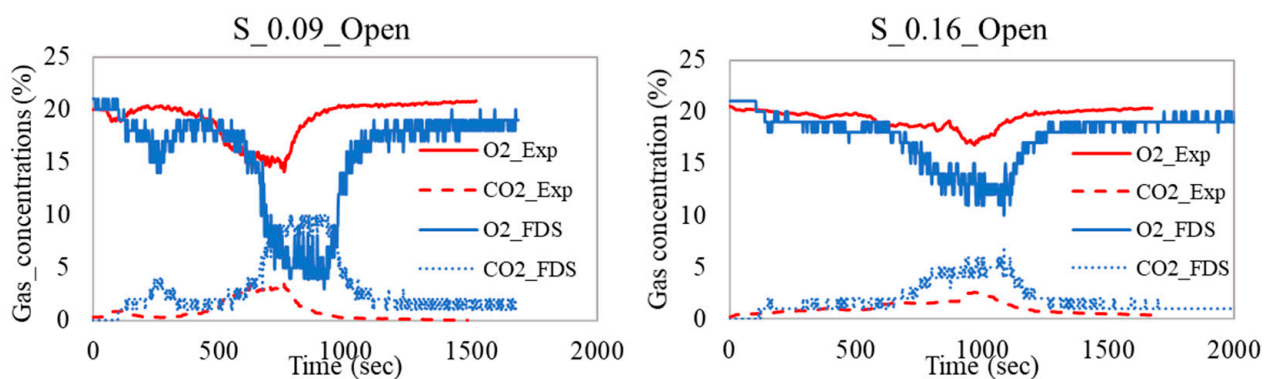 S_0.09_Open
Gas_concentrations (%)
25
20
15
10
5
0
O2_Exp
CO2_Exp
O2_FDS
CO2_FDS
0
500
1000
1500
2000
Time (sec)
S_0.16_Open
Gas concentration (%)
25
20
15
10
5
0
O2_Exp
CO2_Exp
O2_FDS
CO2_FDS
0
500
1000
1500
2000
Time (sec)